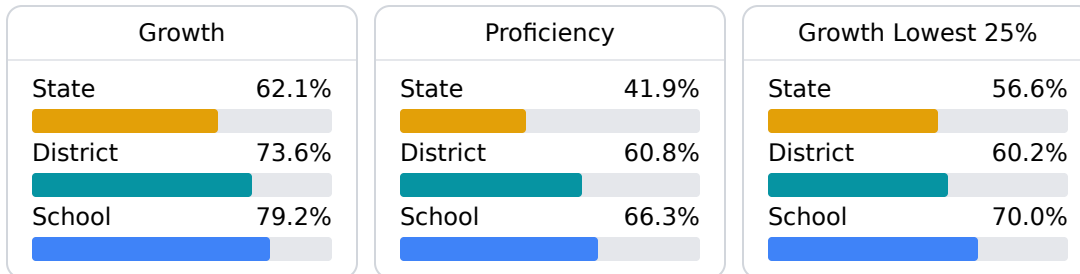 Growth
State 62.1%
District 73.6%
School 79.2%
Proficiency
State 41.9%
District 60.8%
School 66.3%
Growth Lowest 25%
State 56.6%
District 60.2%
School 70.0%